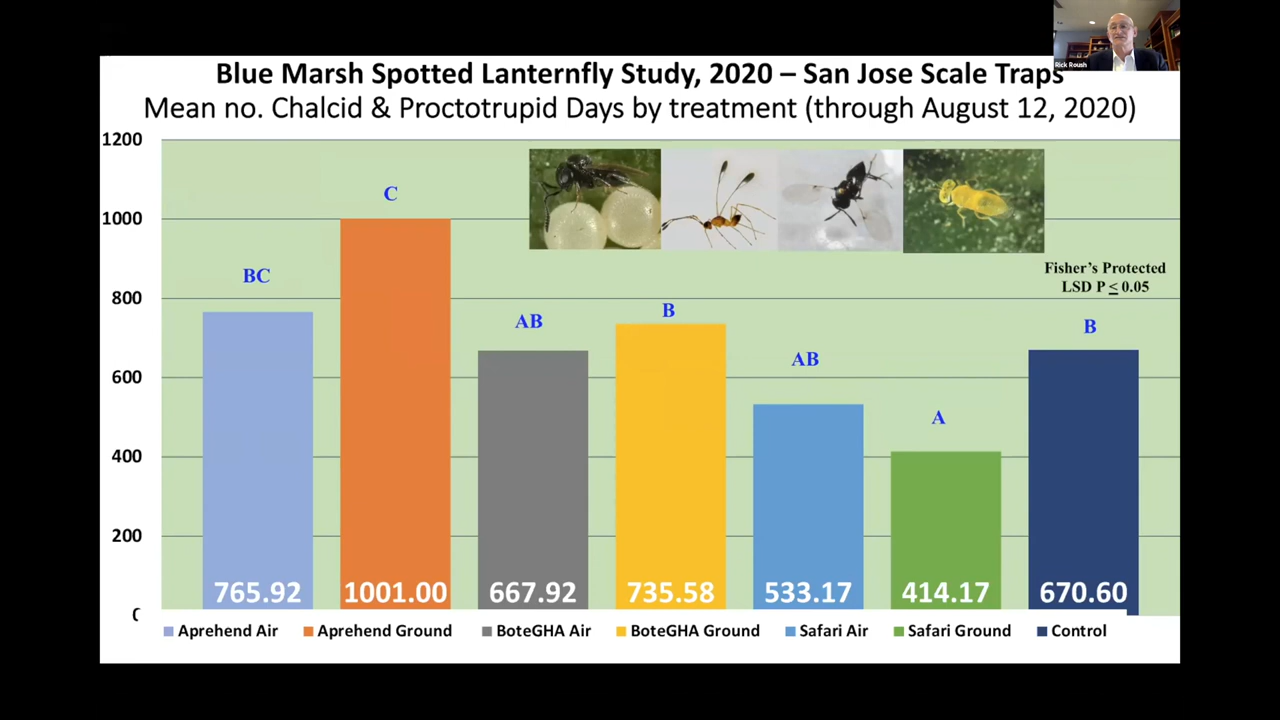 Rick Roush
Blue Marsh Spotted Lanternfly Study, 2020 – San Jose Scale Traps
Mean no. Chalcid & Proctotrupid Days by treatment (through August 12, 2020)
1200
1000
800
600
400
200
BC
C
AB
B
AB
A
B
Fisher's Protected
LSD P ≤ 0.05
765.92 1001.00 667.92 735.58 533.17 414.17 670.60
Aprehend Air Aprehend Ground BoteGHA Air BoteGHA Ground Safari Air Safari Ground Control